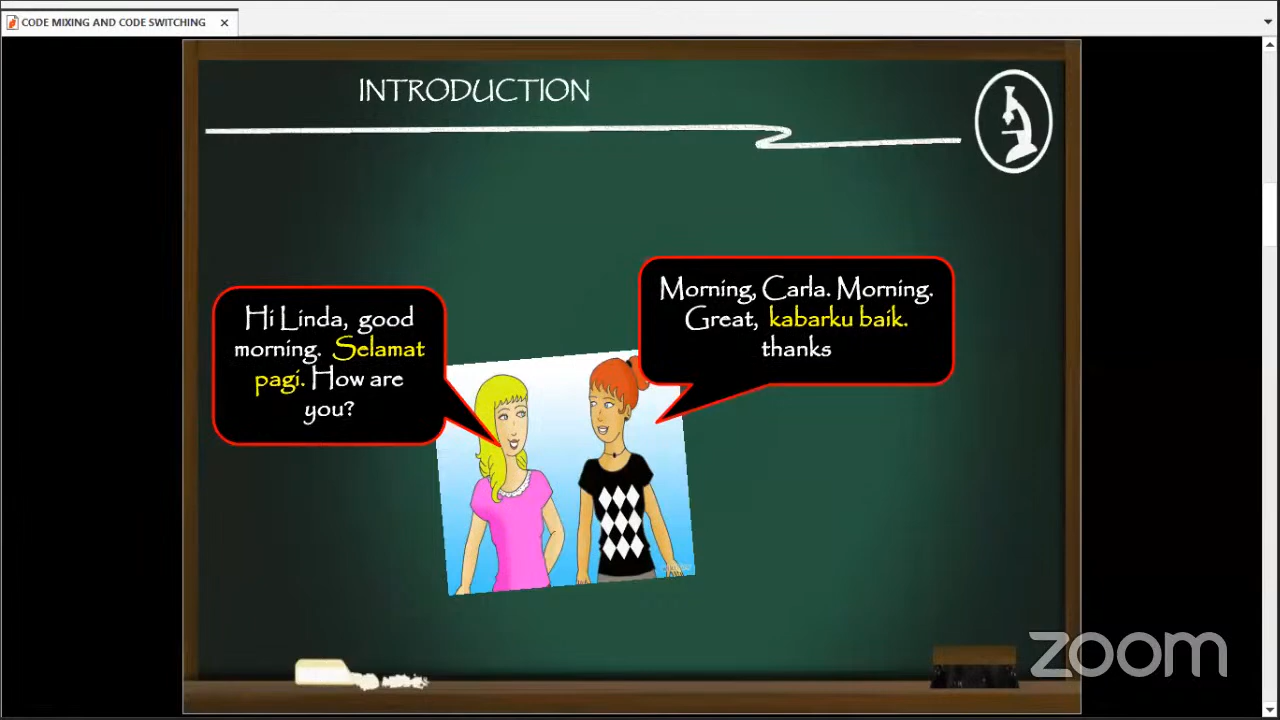 CODE MIXING AND CODE SWITCHING
INTRODUCTION
Hi Linda, good
morning. Selamat
pagi. How are
you?
Morning, Carla. Morning.
Great, kabarku baik.
thanks
zoom